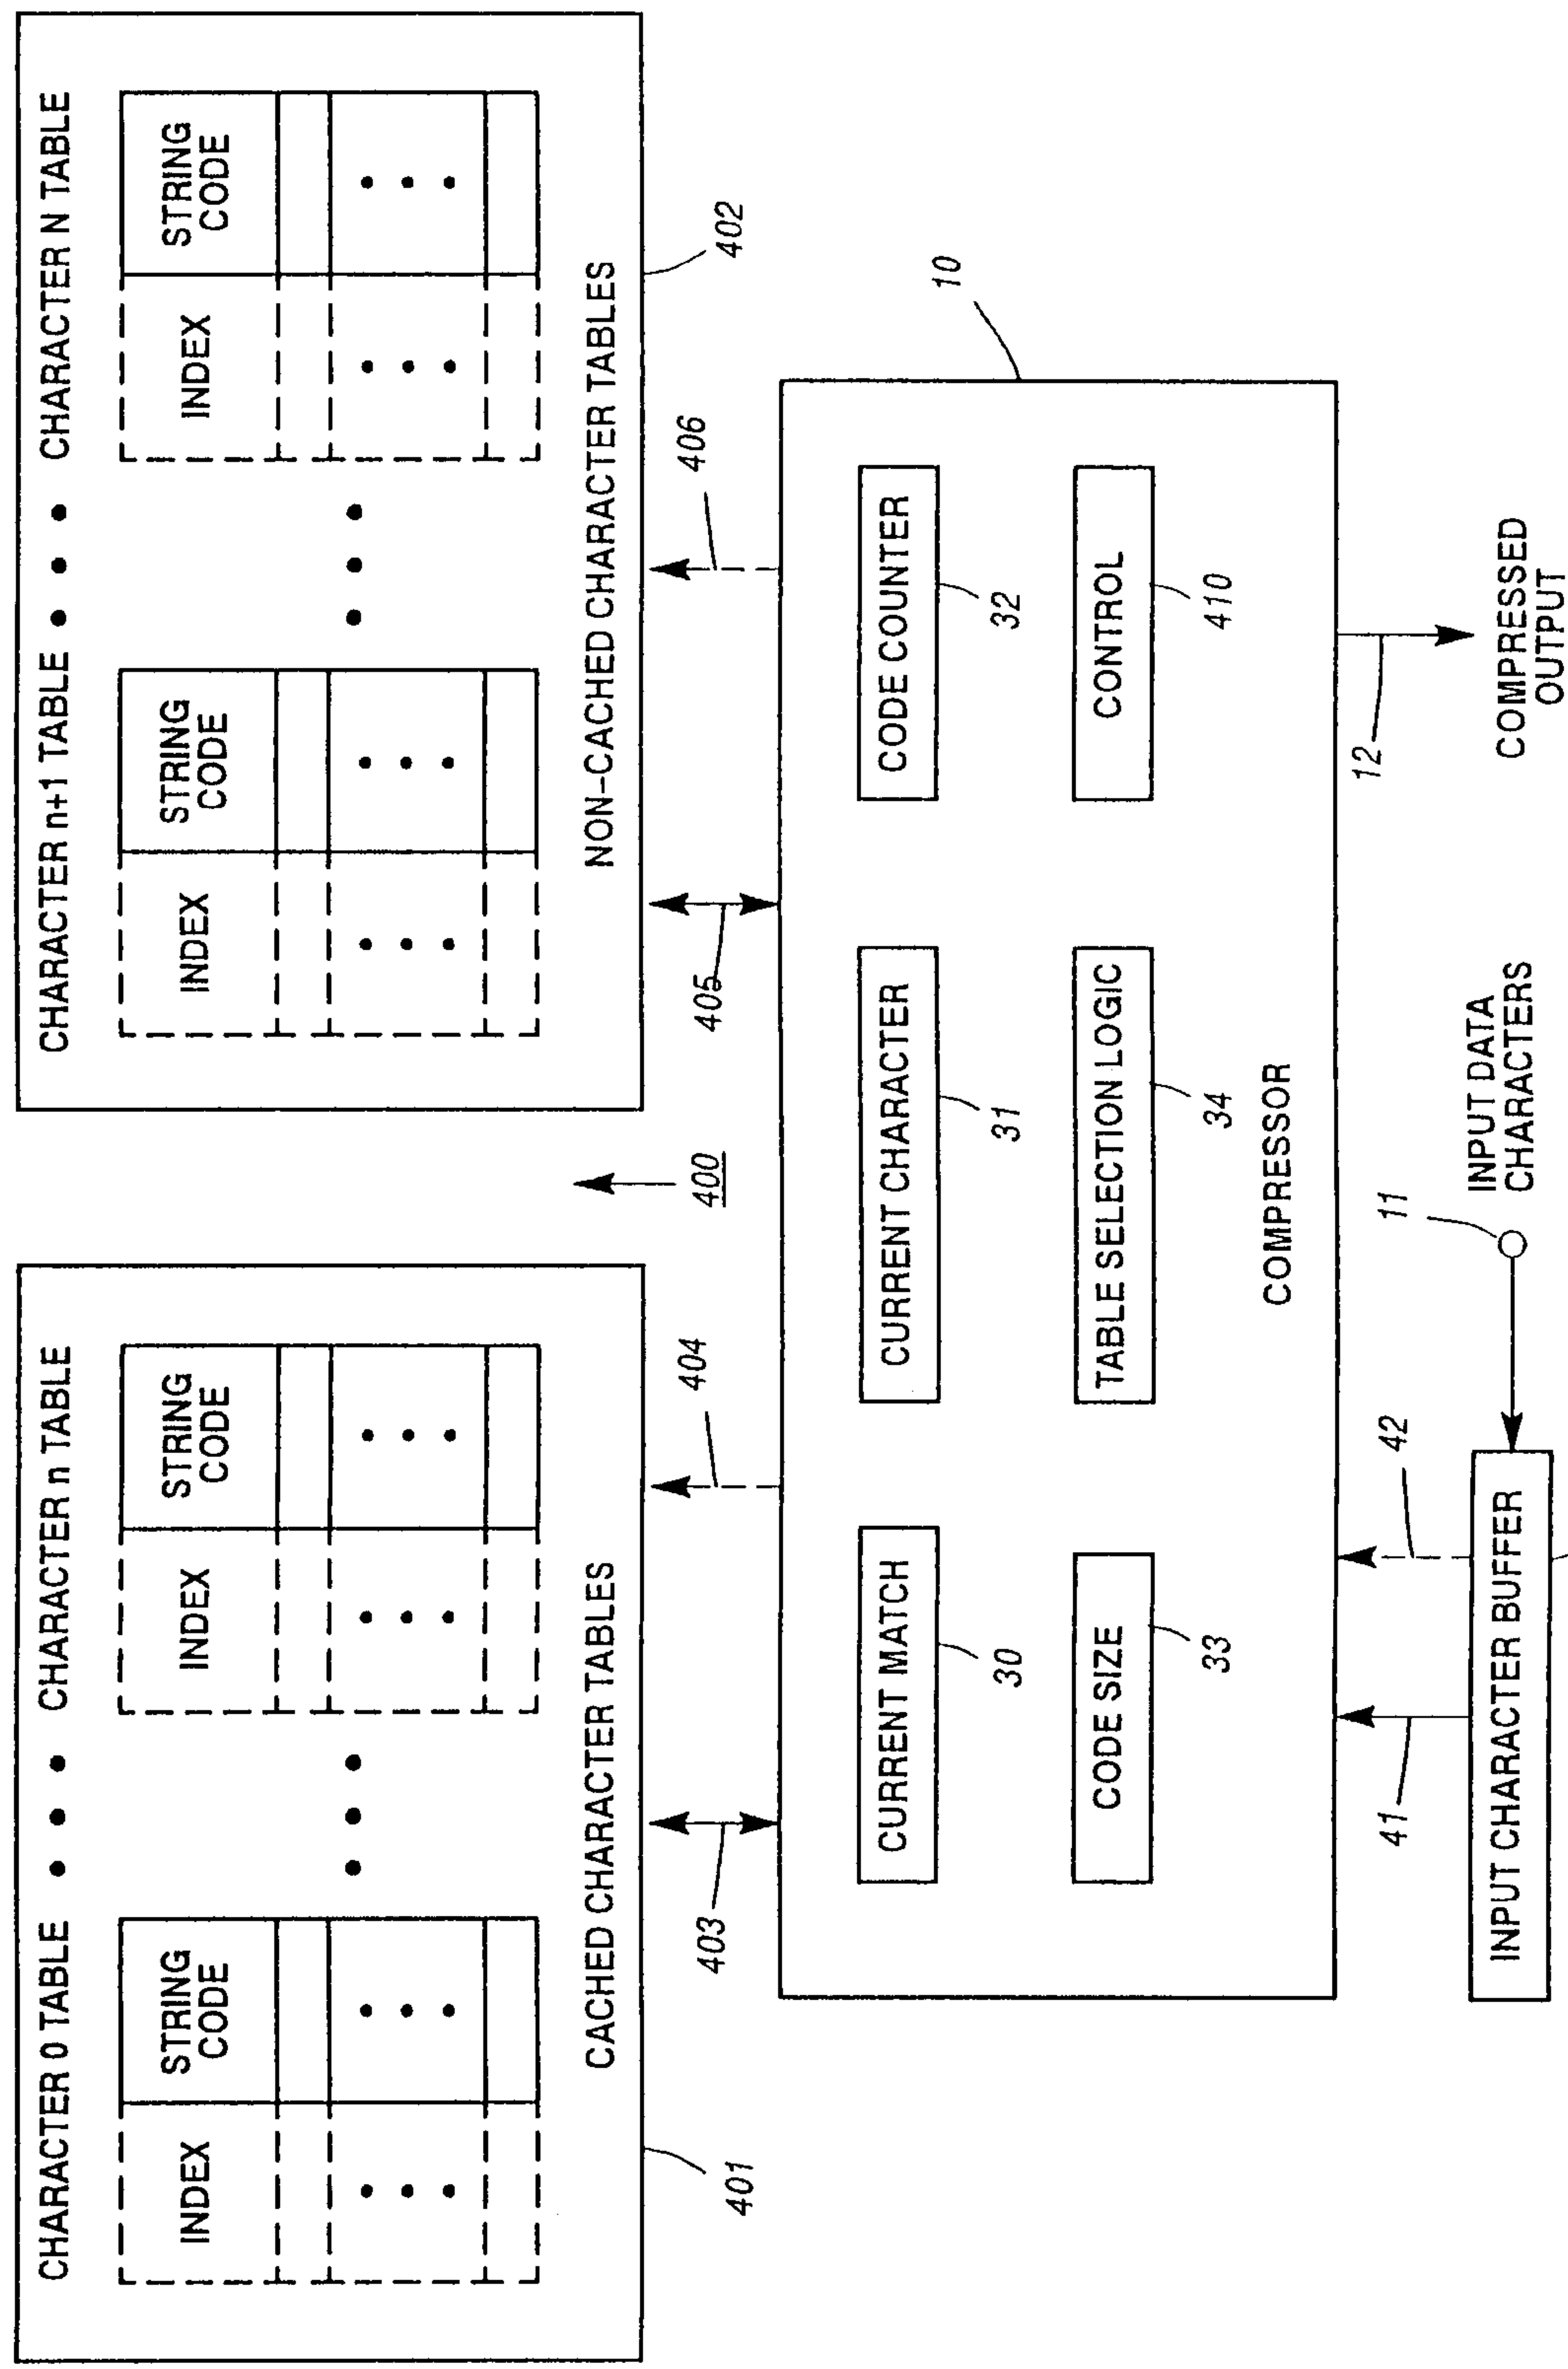 CHARACTER 0 TABLE • • • CHARACTER n TABLE
INDEX
STRING
CODE
• • •
• • •
• • •
INDEX
STRING
CODE
• • •
• • •
CACHED CHARACTER TABLES
401
CHARACTER n+1 TABLE • • • CHARACTER N TABLE
INDEX
STRING
CODE
• • •
• • •
• • •
INDEX
STRING
CODE
• • •
• • •
NON-CACHED CHARACTER TABLES
402
403
404
400
405
406
10
CURRENT MATCH
30
CURRENT CHARACTER
31
CODE COUNTER
32
CODE SIZE
33
TABLE SELECTION LOGIC
34
CONTROL
410
COMPRESSOR
41
42
11
12
INPUT CHARACTER BUFFER
INPUT DATA
CHARACTERS
COMPRESSED
OUTPUT